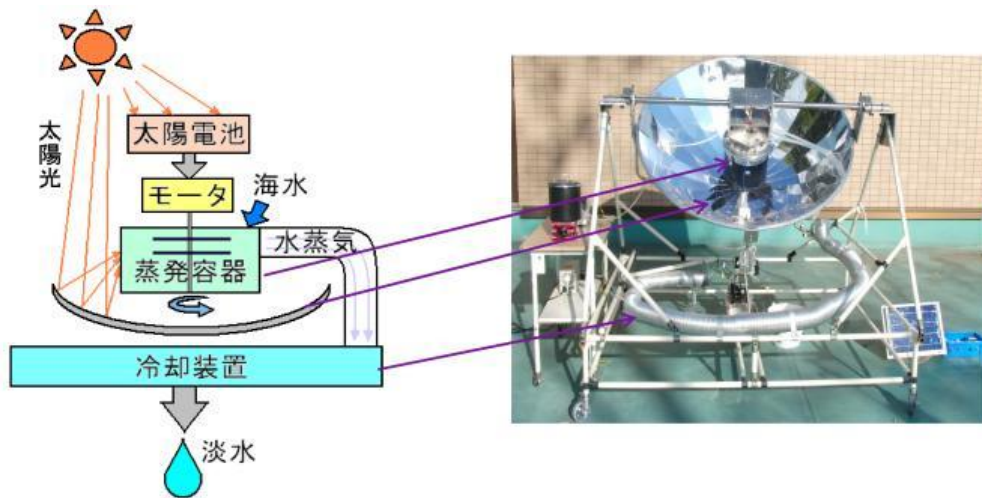 太陽光
太陽電池
モータ
海水
水蒸気
蒸発容器
冷却装置
淡水